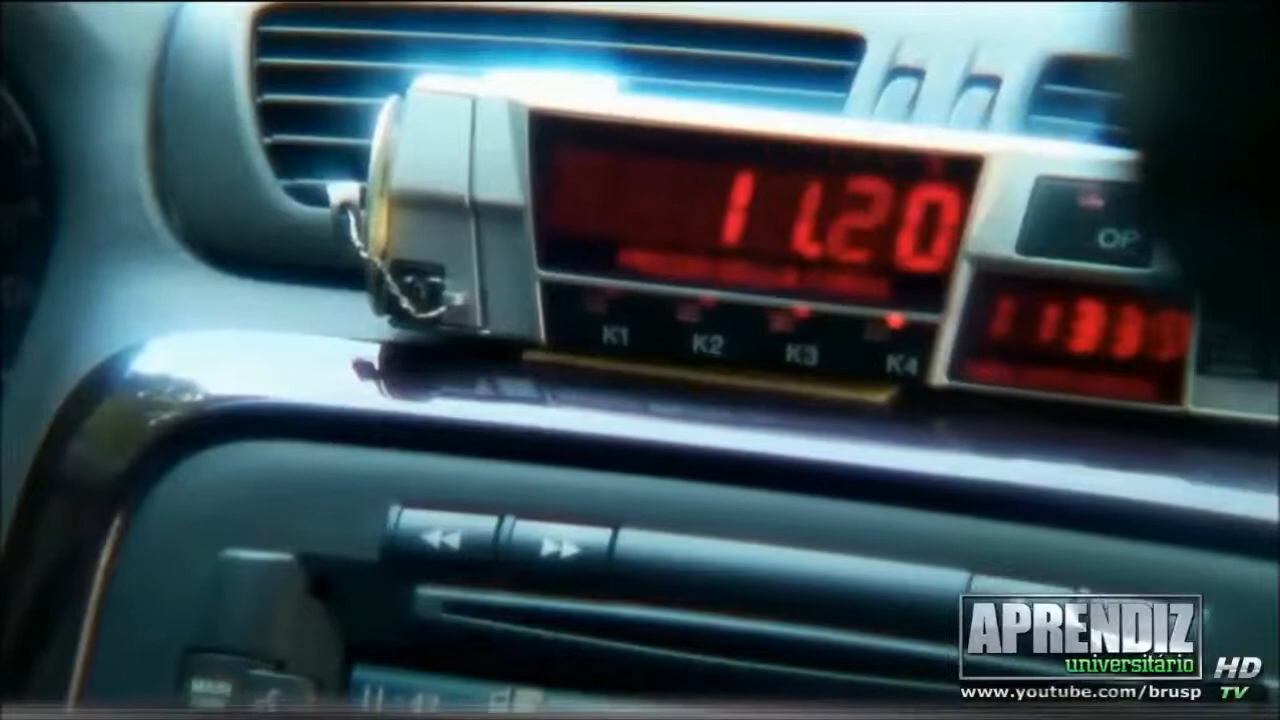 11.20
OP
K1 K2 K3 K4
APRENDIZ
universitário
www.youtube.com/brusp
HD
TV